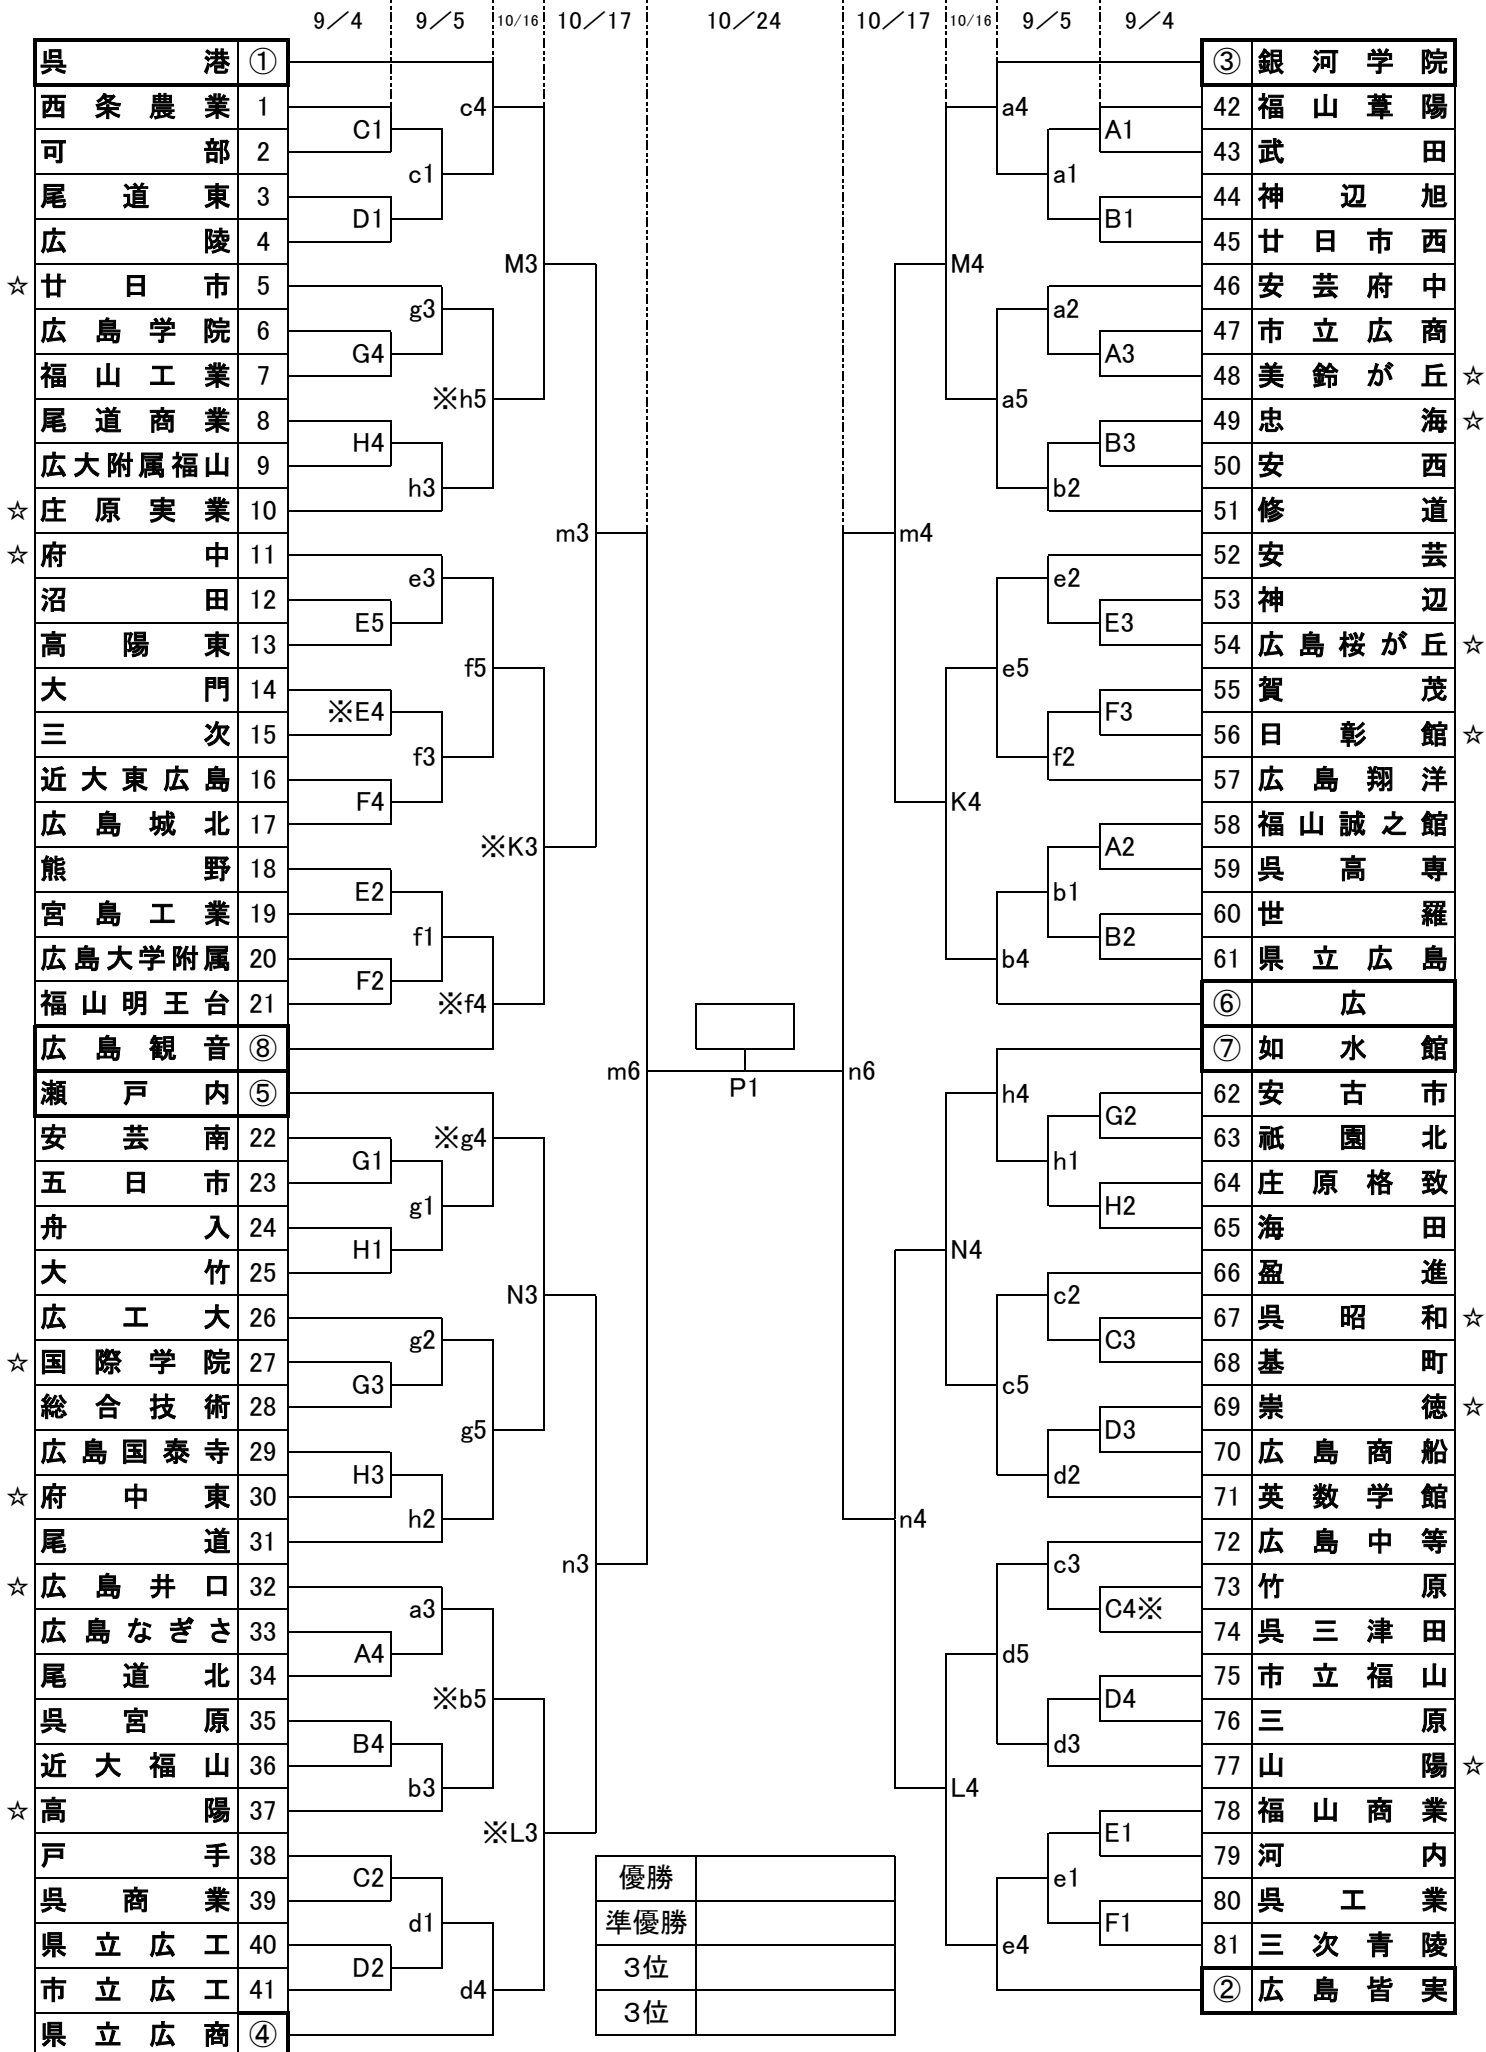 9／4 9／5 10/16 10／17 10／24 10／17 10/16 9／5 9／4
呉港 ①
西条農業 1
可部 2
尾道東 3
広陵 4
☆ 廿日市 5
広島学院 6
福山工業 7
尾道商業 8
広大附属福山 9
☆ 庄原実業 10
☆ 府中 11
沼田 12
高陽東 13
大門 14
三次 15
近大東広島 16
広島城北 17
熊野 18
宮島工業 19
広島大学附属 20
福山明王台 21
広島観音 ⑧
瀬戸内 ⑤
安芸南 22
五日市 23
舟入 24
大竹 25
広工大 26
☆ 国際学院 27
総合技術 28
広島国泰寺 29
☆ 府中東 30
尾道 31
☆ 広島井口 32
広島なぎさ 33
尾道北 34
呉宮原 35
近大福山 36
☆ 高陽 37
戸手 38
呉商業 39
県立広工 40
市立広工 41
県立広商 ④
C1
D1
G4
H4
E5
※E4
F4
E2
F2
G1
H1
G3
H3
A4
B4
C2
D2
c1
g3
h3
e3
f3
f1
g1
g2
h2
a3
b3
d1
c4
※h5
f5
※f4
※g4
g5
※b5
d4
M3
※K3
N3
※L3
m3
n3
m6
P1
n6
m4
n4
M4
K4
N4
L4
a4
a5
e5
b4
h4
c5
d5
e4
a1
a2
b2
e2
f2
b1
h1
c2
d2
c3
d3
e1
A1
B1
A3
B3
E3
F3
A2
B2
G2
H2
C3
D3
C4※
D4
E1
F1
③ 銀河学院
42 福山葦陽
43 武田
44 神辺旭
45 廿日市西
46 安芸府中
47 市立広商
48 美鈴が丘 ☆
49 忠海 ☆
50 安西
51 修道
52 安芸
53 神辺
54 広島桜が丘 ☆
55 賀茂
56 日彰館 ☆
57 広島翔洋
58 福山誠之館
59 呉高専
60 世羅
61 県立広島
⑥ 広
⑦ 如水館
62 安古市
63 祇園北
64 庄原格致
65 海田
66 盈進
67 呉昭和 ☆
68 基町
69 崇徳 ☆
70 広島商船
71 英数学館
72 広島中等
73 竹原
74 呉三津田
75 市立福山
76 三原
77 山陽 ☆
78 福山商業
79 河内
80 呉工業
81 三次青陵
② 広島皆実
優勝
準優勝
３位
３位